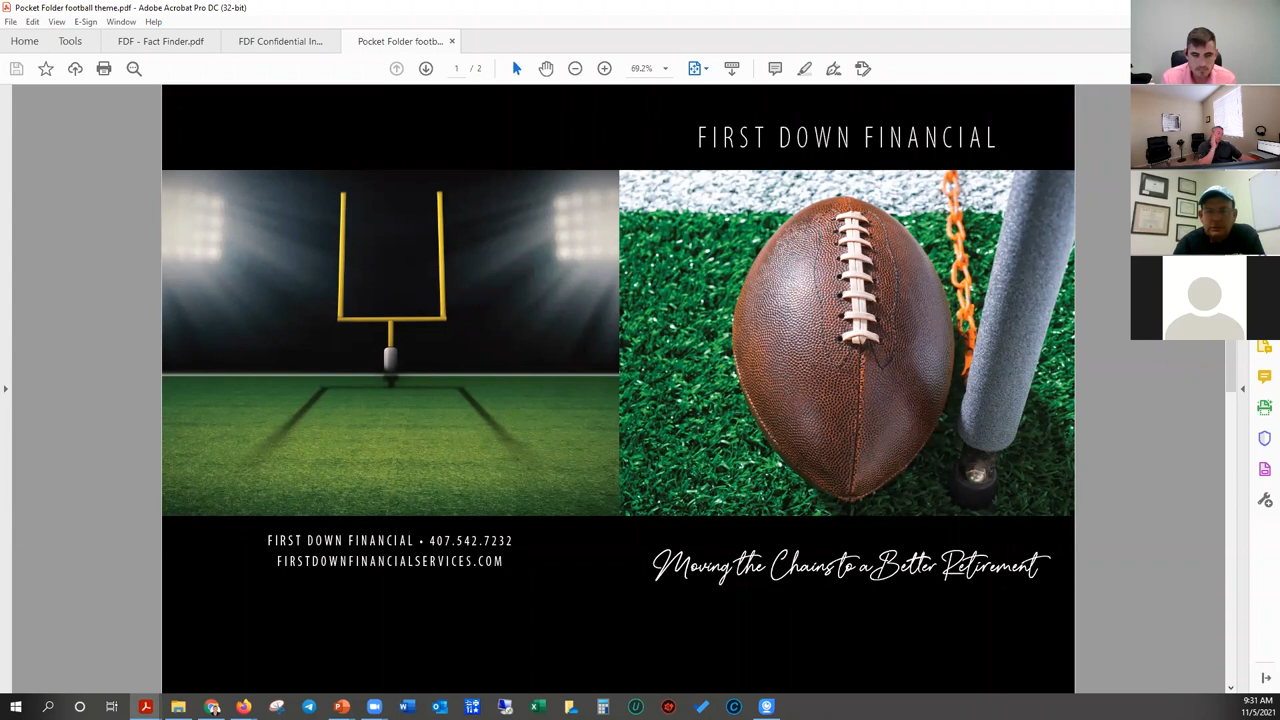 Pocket Folder football theme.pdf - Adobe Acrobat Pro DC (32-bit)
File Edit View E-Sign Window Help
Home Tools FDF - Fact Finder.pdf FDF Confidential In... Pocket Folder footb... ×
1 / 2 69.2%
FIRST DOWN FINANCIAL
FIRST DOWN FINANCIAL • 407.542.7232
FIRSTDOWNFINANCIALSERVICES.COM
Moving the Chains to a Better Retirement
9:31 AM
11/5/2021